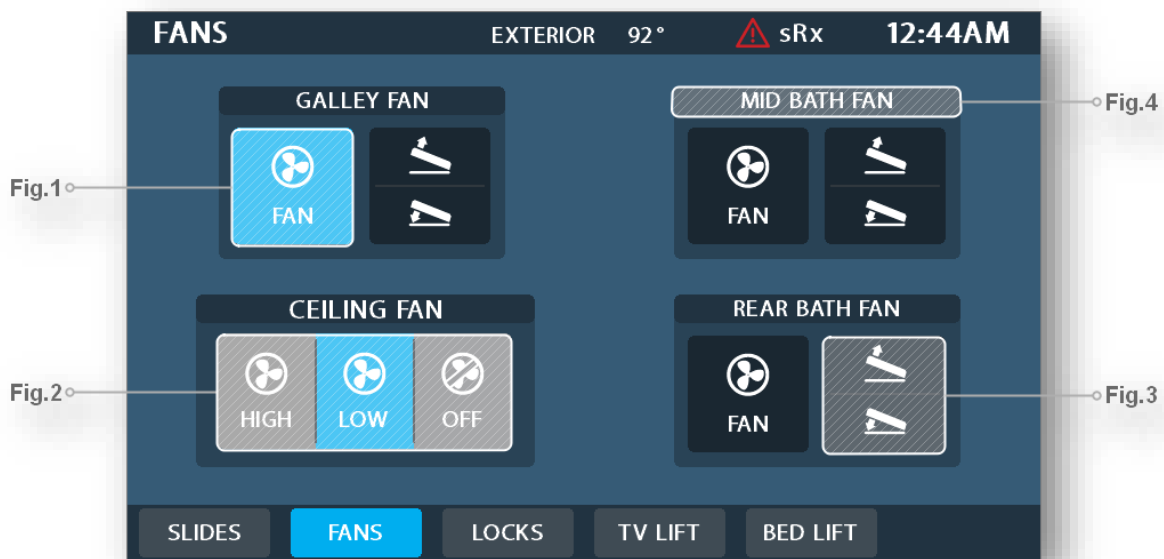 FANS EXTERIOR 92° sRx 12:44AM
GALLEY FAN
MID BATH FAN
Fig.4
Fig.1
FAN
FAN
CEILING FAN
REAR BATH FAN
Fig.2
HIGH LOW OFF
FAN
Fig.3
SLIDES FANS LOCKS TV LIFT BED LIFT